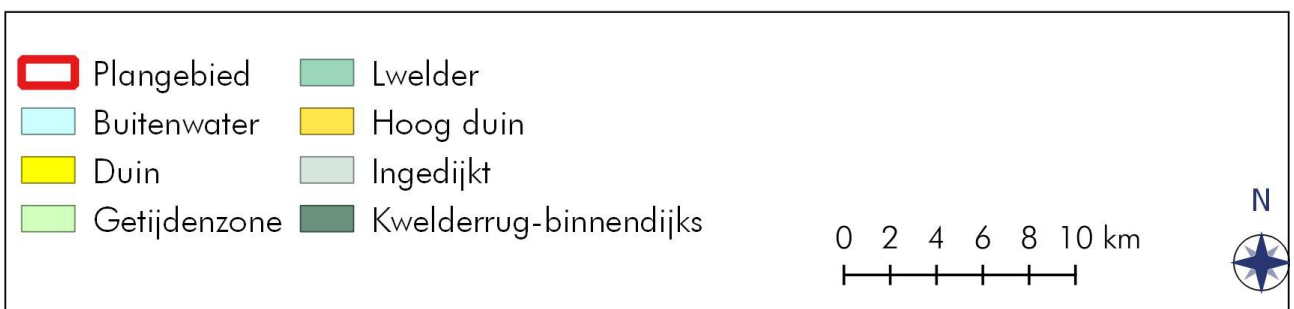 Plangebied
Buitenwater
Duin
Getijdenzone
Lwelder
Hoog duin
Ingedijkt
Kwelderrug-binnendijks
0 2 4 6 8 10 km
N